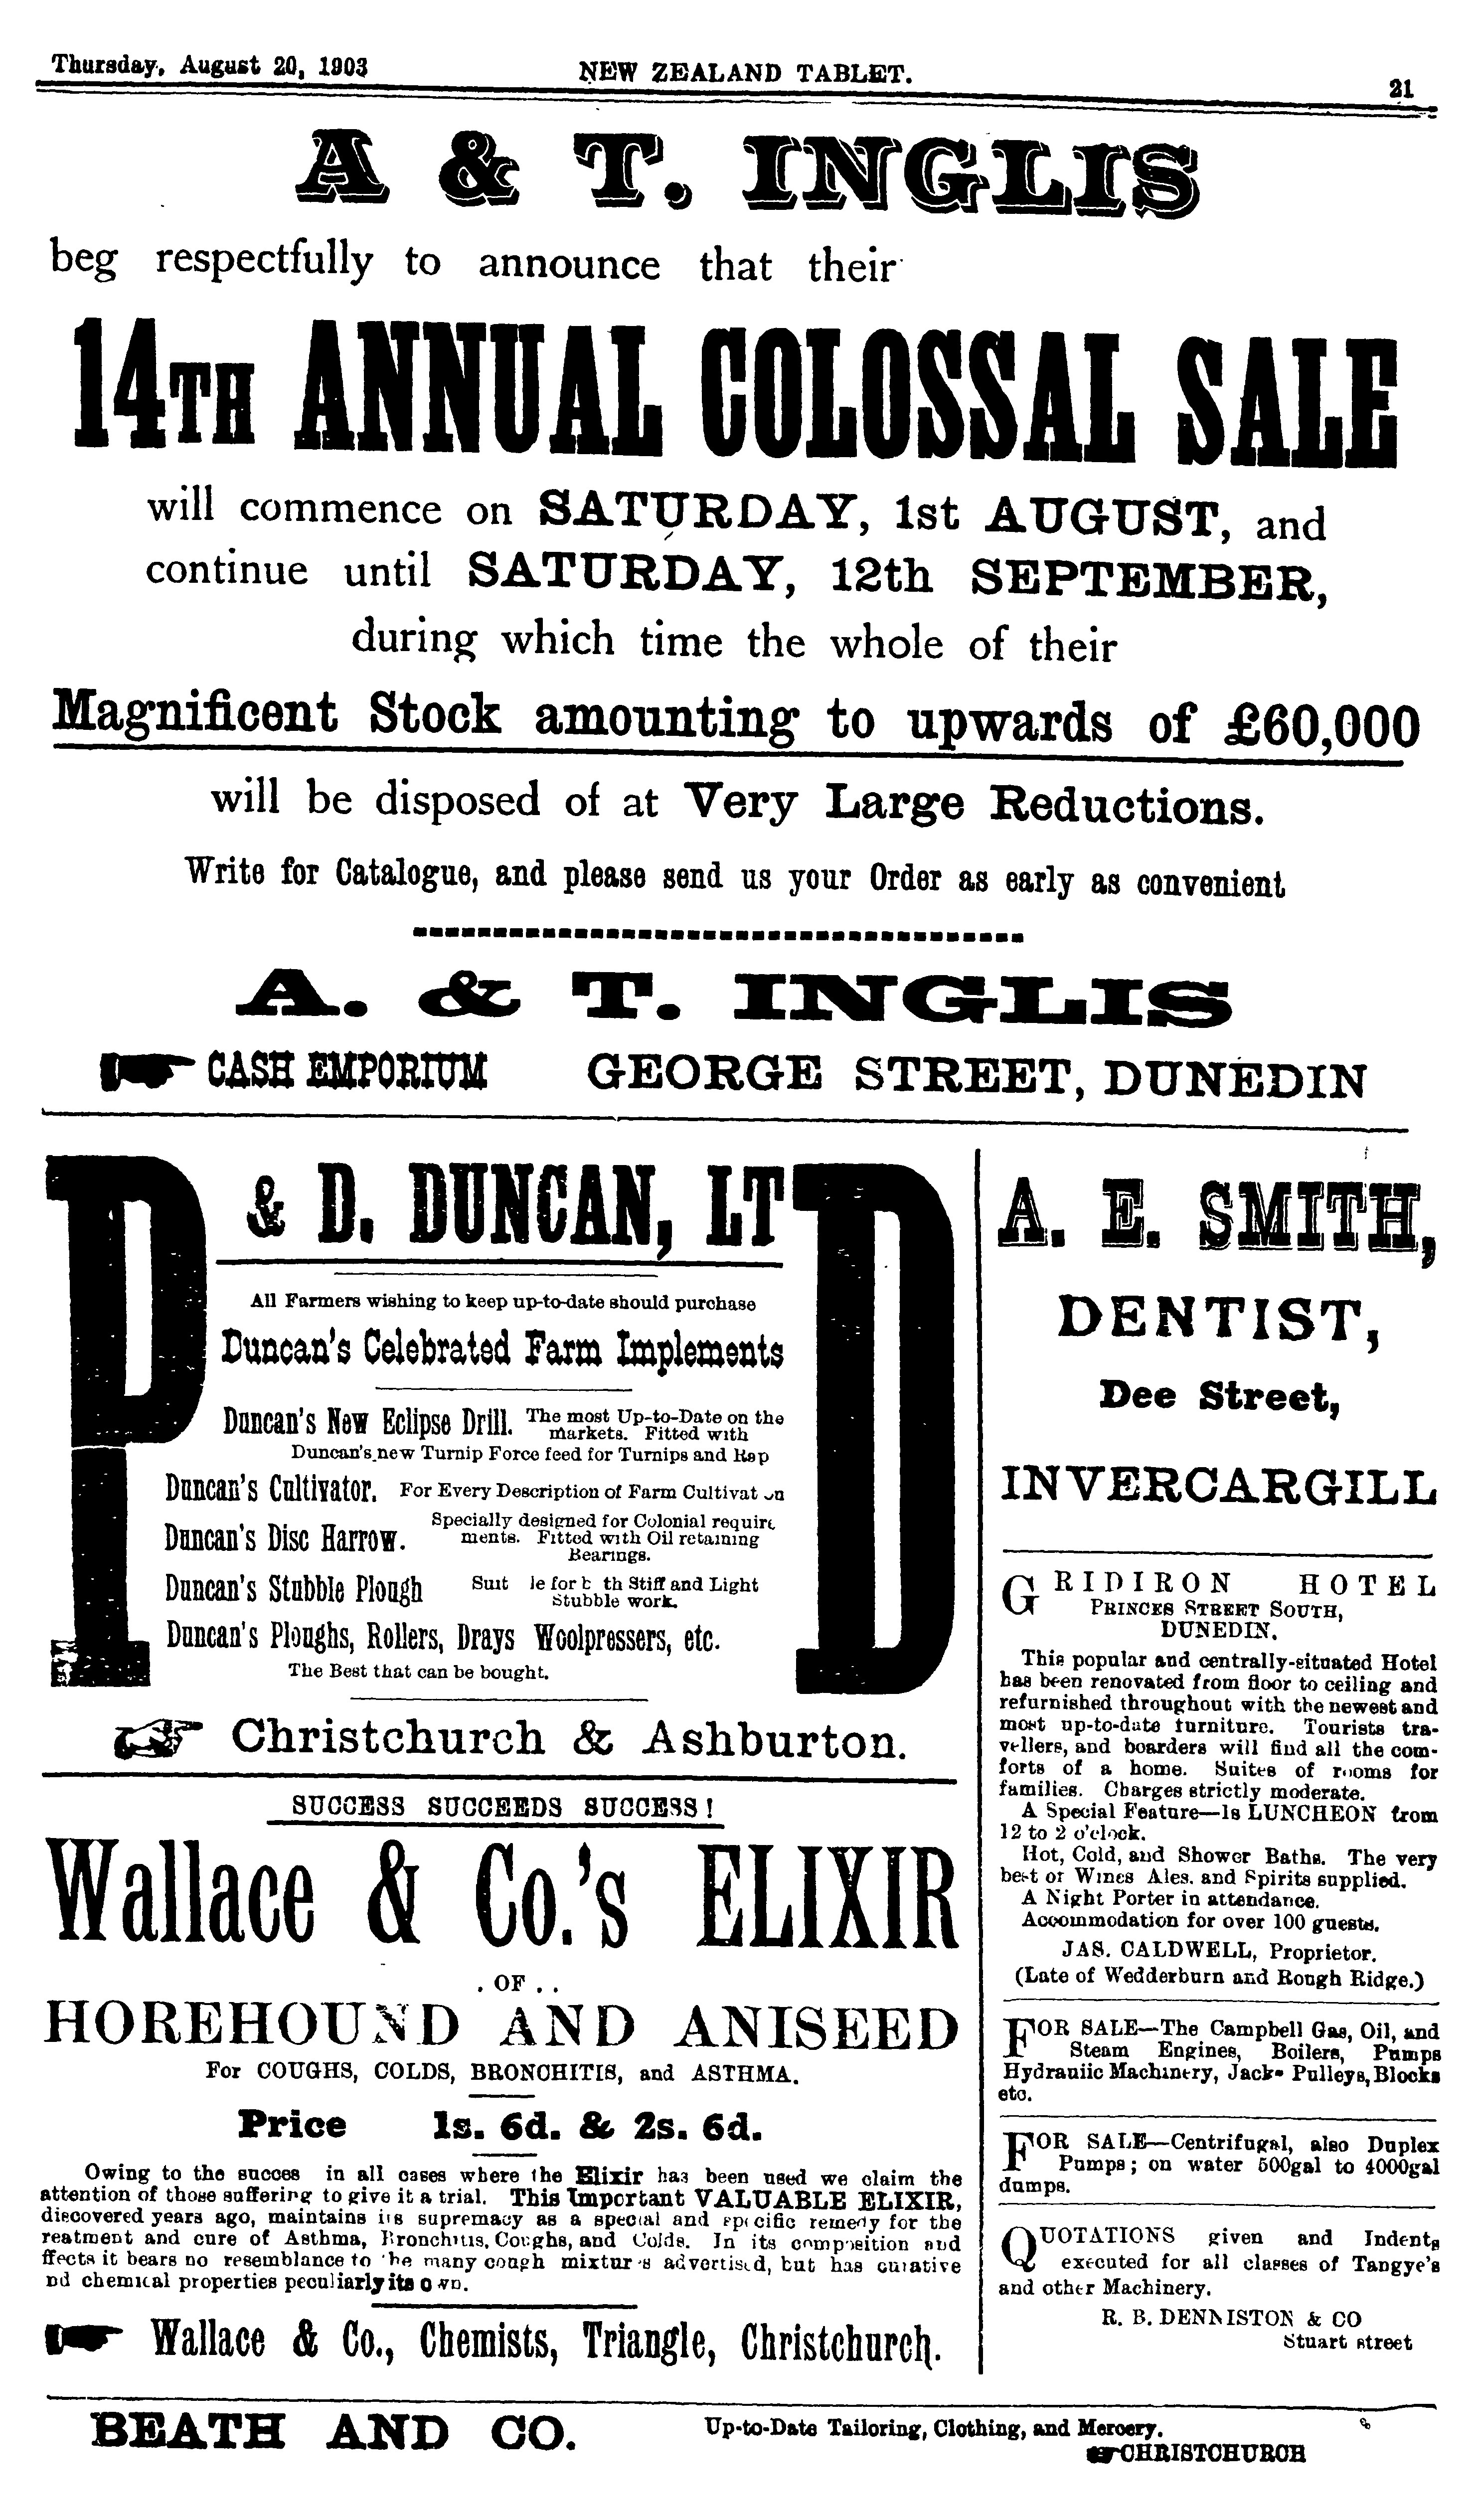 Thursday, August 20, 1903
NEW ZEALAND TABLET.
21
A & T. INGLIS
beg respectfully to announce that their
14TH ANNUAL COLOSSAL SALE
will commence on SATURDAY, 1st AUGUST, and
continue until SATURDAY, 12th SEPTEMBER,
during which time the whole of their
Magnificent Stock amounting to upwards of £60,000
will be disposed of at Very Large Reductions.
Write for Catalogue, and please send us your Order as early as convenient
A. & T. INGLIS
CASH EMPORIUM GEORGE STREET, DUNEDIN
P & D. DUNCAN, LTD
All Farmers wishing to keep up-to-date should purchase
Duncan's Celebrated Farm Implements
Duncan's New Eclipse Drill. The most Up-to-Date on the
markets. Fitted with
Duncan's new Turnip Force feed for Turnips and Rap
Duncan's Cultivator. For Every Description of Farm Cultivat n
Duncan's Disc Harrow. Specially designed for Colonial require
ments. Fitted with Oil retaining
Bearings.
Duncan's Stubble Plough Suit le for b th Stiff and Light
Stubble work.
Duncan's Ploughs, Rollers, Drays Woolpressers, etc.
The Best that can be bought.
Christchurch & Ashburton.
SUCCESS SUCCEEDS SUCCESS!
Wallace & Co.'s ELIXIR
. OF . .
HOREHOUND AND ANISEED
For COUGHS, COLDS, BRONCHITIS, and ASTHMA.
Price 1s. 6d. & 2s. 6d.
Owing to the succes in all cases where the Elixir has been used we claim the
attention of those suffering to give it a trial. This Important VALUABLE ELIXIR,
discovered years ago, maintains its supremacy as a special and specific remedy for the
reatment and cure of Asthma, Bronchitis, Coughs, and Colds. In its composition and
ffects it bears no resemblance to the many cough mixtur s advertised, but has curative
nd chemical properties peculiarly its own.
Wallace & Co., Chemists, Triangle, Christchurch.
A. E. SMITH,
DENTIST,
Dee Street,
INVERCARGILL
GRIDIRON HOTEL
PRINCES STREET SOUTH,
DUNEDIN.
This popular and centrally-situated Hotel
has been renovated from floor to ceiling and
refurnished throughout with the newest and
most up-to-date furniture. Tourists tra-
vellers, and boarders will find all the com-
forts of a home. Suites of rooms for
families. Charges strictly moderate.
A Special Feature—1s LUNCHEON from
12 to 2 o'clock.
Hot, Cold, and Shower Baths. The very
best of Wines Ales, and Spirits supplied.
A Night Porter in attendance.
Accommodation for over 100 guests.
JAS. CALDWELL, Proprietor.
(Late of Wedderburn and Rough Ridge.)
FOR SALE—The Campbell Gas, Oil, and
Steam Engines, Boilers, Pumps
Hydraulic Machinery, Jacks Pulleys, Blocks
etc.
FOR SALE—Centrifugal, also Duplex
Pumps; on water 500gal to 4000gal
dumps.
QUOTATIONS given and Indents
executed for all classes of Tangye's
and other Machinery.
R. B. DENNISTON & CO
Stuart street
BEATH AND CO. Up-to-Date Tailoring, Clothing, and Mercery.
CHRISTCHURCH